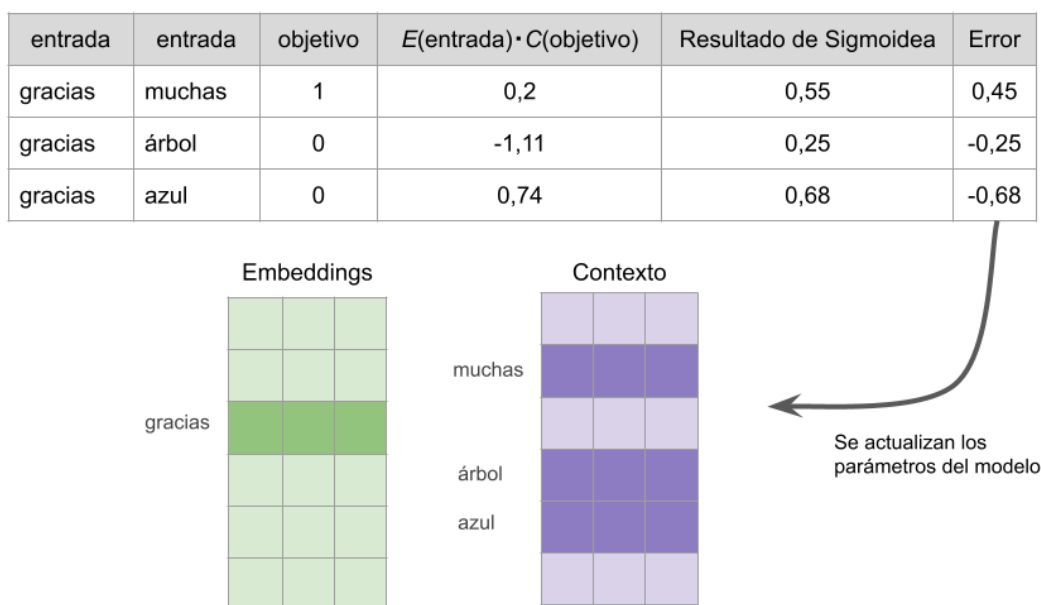 entrada entrada objetivo E(entrada)·C(objetivo) Resultado de Sigmoidea Error
gracias muchas 1 0,2 0,55 0,45
gracias árbol 0 -1,11 0,25 -0,25
gracias azul 0 0,74 0,68 -0,68
Embeddings Contexto
muchas
gracias
árbol
azul
Se actualizan los
parámetros del modelo